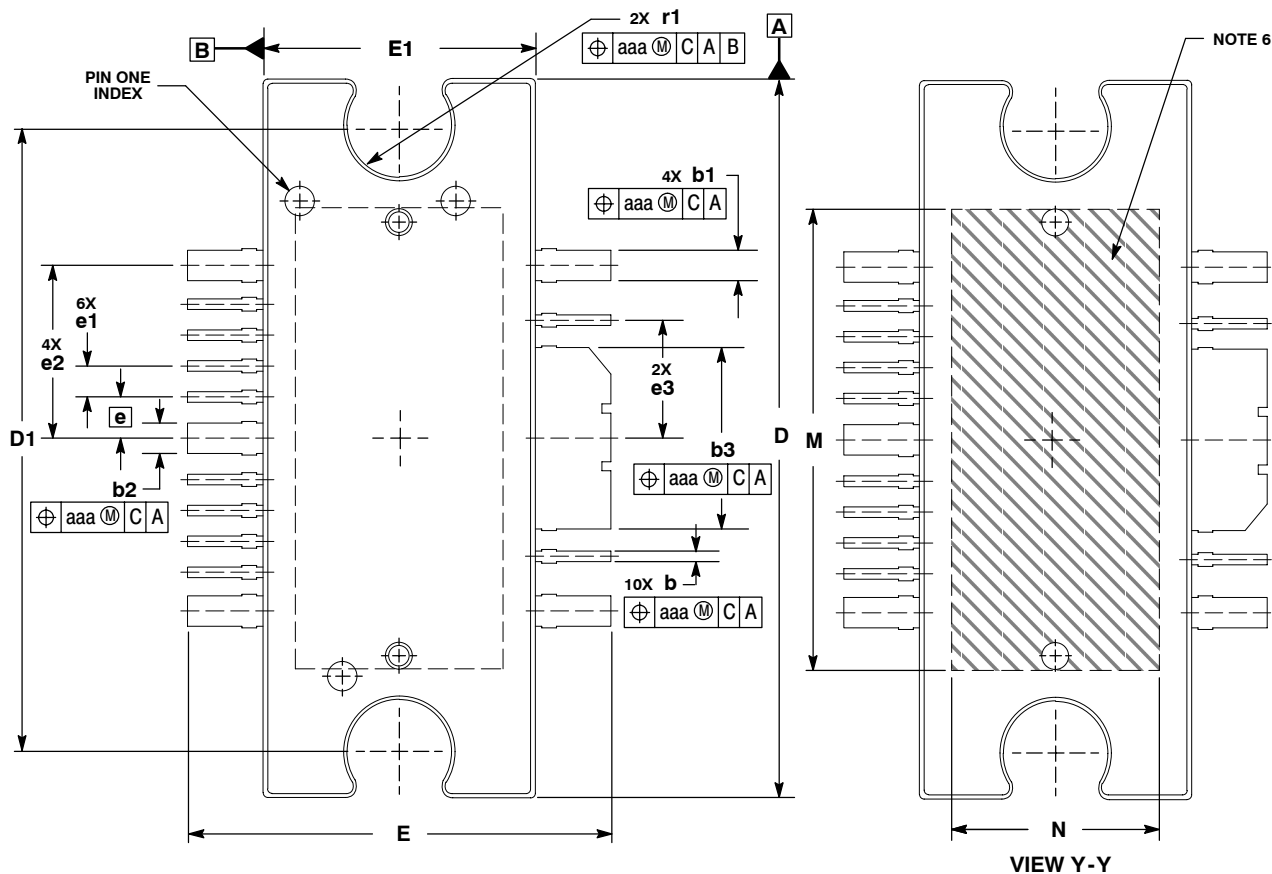 2X r1
⌖ aaa Ⓜ C A B
A
B
E1
NOTE 6
PIN ONE
INDEX
4X b1
⌖ aaa Ⓜ C A
6X
e1
4X
e2
2X
e3
e
D1
D
M
b3
⌖ aaa Ⓜ C A
b2
⌖ aaa Ⓜ C A
10X b
⌖ aaa Ⓜ C A
E
N
VIEW Y-Y